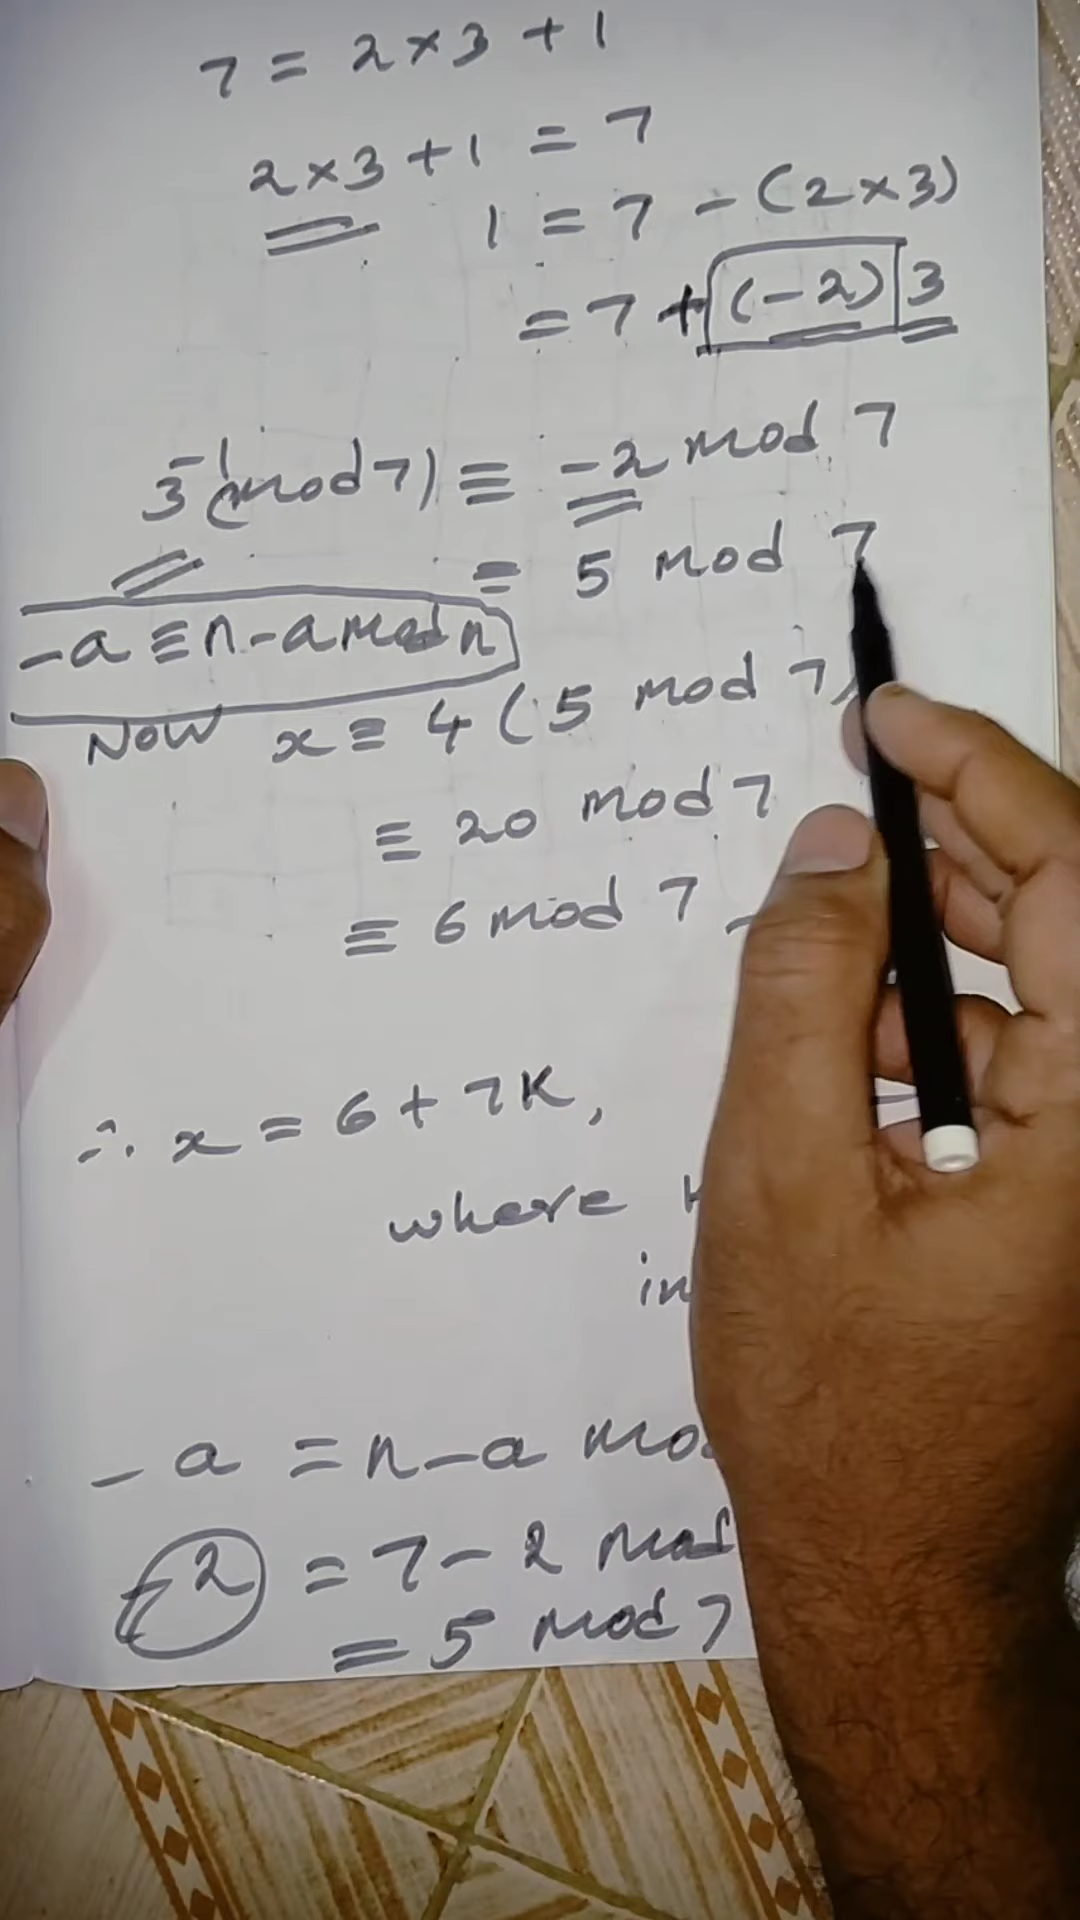 7 = 2 × 3 + 1
2 × 3 + 1 = 7
1 = 7 - (2 × 3)
= 7 + (-2) 3
3⁻¹ (mod 7) ≡ -2 mod 7
= 5 mod 7
-a ≡ n - a mod n
Now x ≡ 4 (5 mod 7)
≡ 20 mod 7
≡ 6 mod 7
∴ x = 6 + 7K,
where
- a = n - a
-2 = 7 - 2 mod
= 5 mod 7